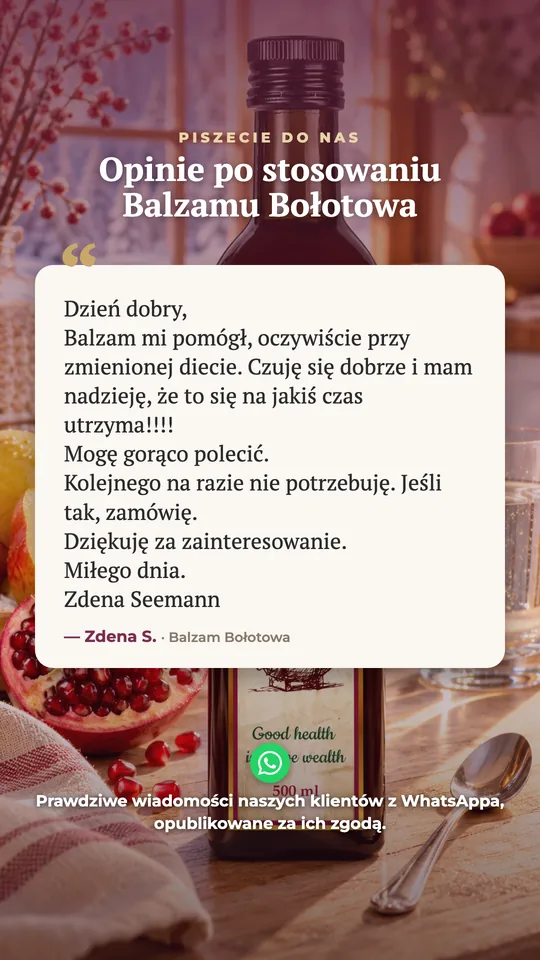 PISZECIE DO NAS
Opinie po stosowaniu
Balzamu Bołotowa
“
Dzień dobry,
Balzam mi pomógł, oczywiście przy
zmienionej diecie. Czuję się dobrze i mam
nadzieję, że to się na jakiś czas
utrzyma!!!!
Mogę gorąco polecić.
Kolejnego na razie nie potrzebuję. Jeśli
tak, zamówię.
Dziękuję za zainteresowanie.
Miłego dnia.
Zdena Seemann
— Zdena S. · Balzam Bołotowa
Good health
wealth
500 ml
Prawdziwe wiadomości naszych klientów z WhatsAppa,
opublikowane za ich zgodą.